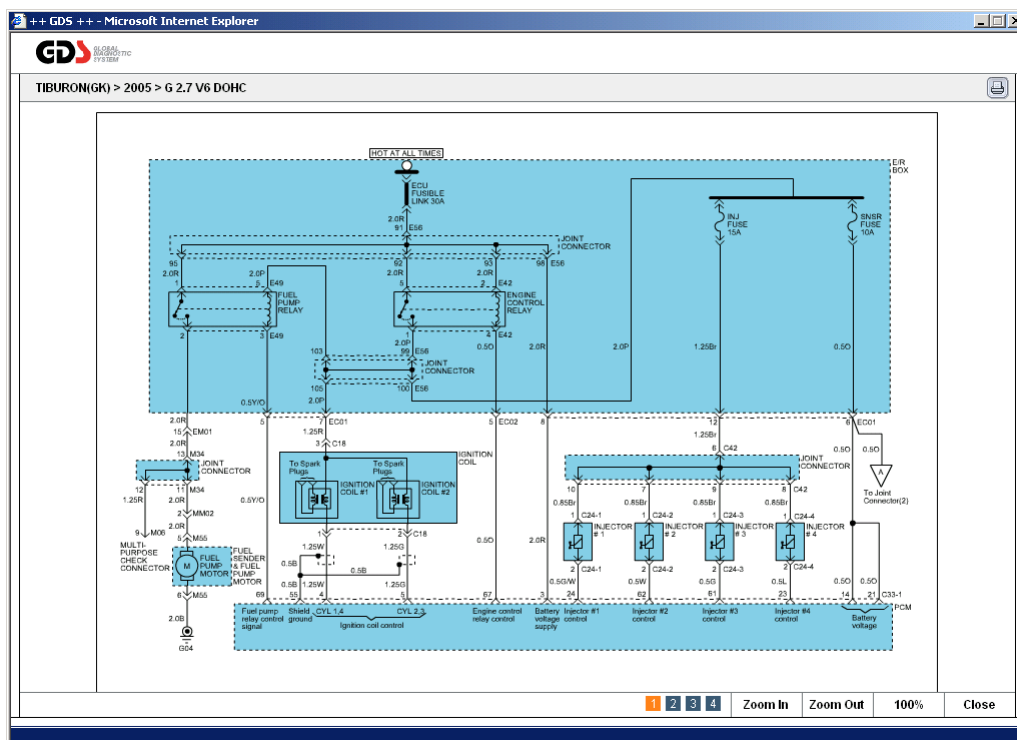 ++ GDS ++ - Microsoft Internet Explorer
GDS GLOBAL DIAGNOSTIC SYSTEM
TIBURON(GK) > 2005 > G 2.7 V6 DOHC
HOT AT ALL TIMES
E/R
BOX
ECU
FUSIBLE
LINK 30A
INJ
FUSE
15A
SNSR
FUSE
10A
2.0R
91 E56
JOINT
CONNECTOR
95 92 93 98 E56
2.0R 2.0P 2.0R 2.0R
1 5 E49 5 2 E42
FUEL
PUMP
RELAY
ENGINE
CONTROL
RELAY
2 3 E49 1 4 E42
2.0P 0.5O 2.0R 2.0P 1.25Br 0.5O
103 99 E56
JOINT
CONNECTOR
105 100 E56
0.5Y/O 2.0P
2.0R 5 7 EC01 5 EC02 8 12 6 EC01
15 EM01 1.25R 1.25Br
2.0R 3 C18 6 C42 0.5O 0.5O
13 M34
JOINT
CONNECTOR
IGNITION
COIL
JOINT
CONNECTOR
A
To Joint
Connector(2)
To Spark
Plugs
To Spark
Plugs
IGNITION
COIL #1
IGNITION
COIL #2
12 11 M34 10 7 9 8 C42
1.25R 2.0R 0.5Y/O 0.85Br 0.85Br 0.85Br 0.85Br
2 MM02 1 C24-1 1 C24-2 1 C24-3 1 C24-4
INJECTOR
# 1
INJECTOR
# 2
INJECTOR
# 3
INJECTOR
# 4
2.0R
9 M06 5 M55 1 2 C18
MULTI-
PURPOSE
CHECK
CONNECTOR
M
FUEL
PUMP
MOTOR
FUEL
SENDER
& FUEL
PUMP
MOTOR
1.25W 1.25G 0.5O 2.0R
0.5B 0.5B 2 C24-1 2 C24-2 2 C24-3 2 C24-4
0.5B 1.25W 1.25G 0.5G/W 0.5W 0.5G 0.5L 0.5O 0.5O
6 M55 69 55 4 5 67 3 24 62 61 23 14 21 C33-1
PCM
2.0B
G04
Fuel pump
relay control
signal
Shield
ground
CYL 1,4 CYL 2,3
Ignition coil control
Engine control
relay control
Battery
voltage
supply
Injector #1
control
Injector #2
control
Injector #3
control
Injector #4
control
Battery
voltage
1 2 3 4 Zoom In Zoom Out 100% Close